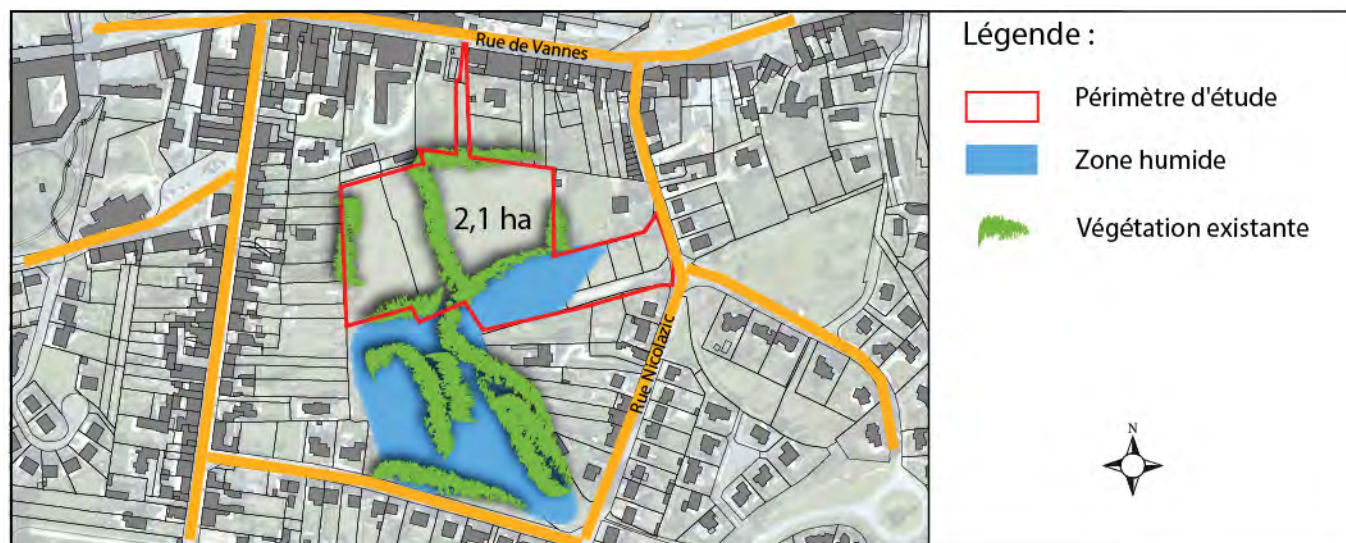 Rue de Vannes
2,1 ha
Rue Nicolazic
Légende :
Périmètre d'étude
Zone humide
Végétation existante
N